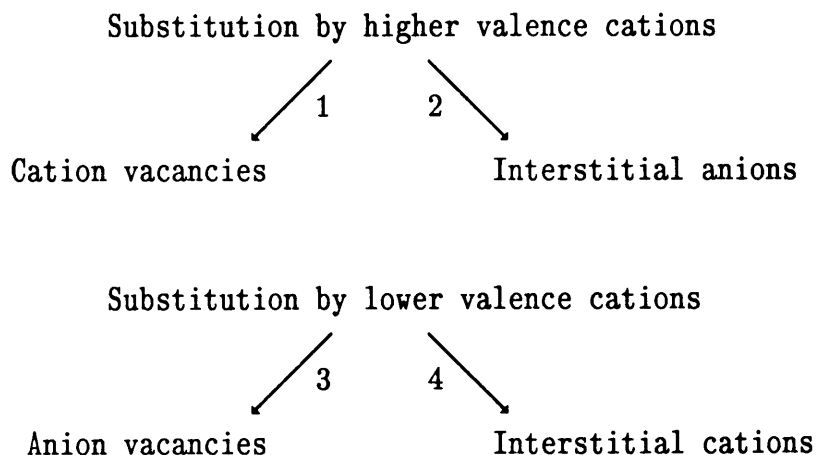 Substitution by higher valence cations
1 2
Cation vacancies Interstitial anions
Substitution by lower valence cations
3 4
Anion vacancies Interstitial cations